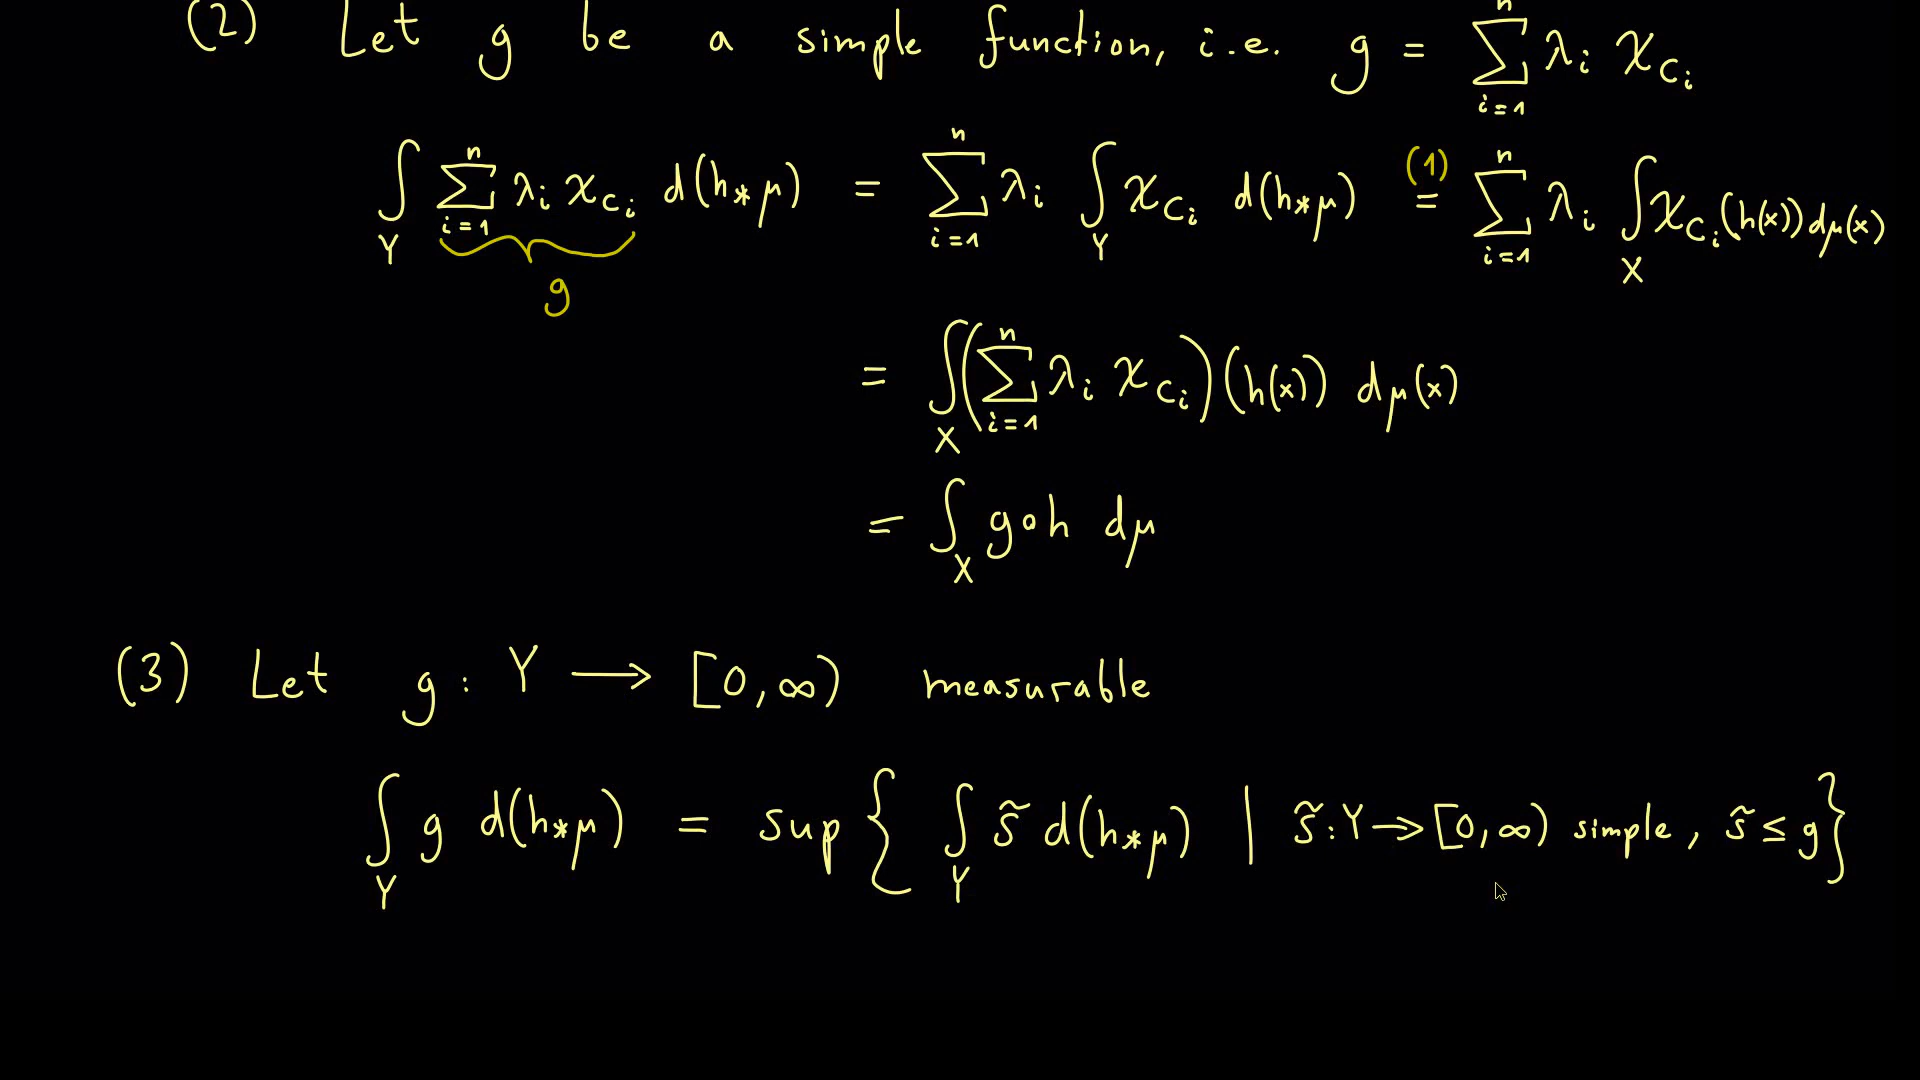 (2) Let g be a simple function, i.e. g = ∑_{i=1}^{n} λ_i χ_{C_i}
∫_Y ∑_{i=1}^{n} λ_i χ_{C_i} d(h_*μ) = ∑_{i=1}^{n} λ_i ∫_Y χ_{C_i} d(h_*μ) (1)= ∑_{i=1}^{n} λ_i ∫_X χ_{C_i}(h(x)) dμ(x)
g
= ∫_X (∑_{i=1}^{n} λ_i χ_{C_i})(h(x)) dμ(x)
= ∫_X g∘h dμ
(3) Let g : Y ⟶ [0,∞) measurable
∫_Y g d(h_*μ) = sup { ∫_Y s̃ d(h_*μ) | s̃ : Y → [0,∞) simple, s̃ ≤ g }